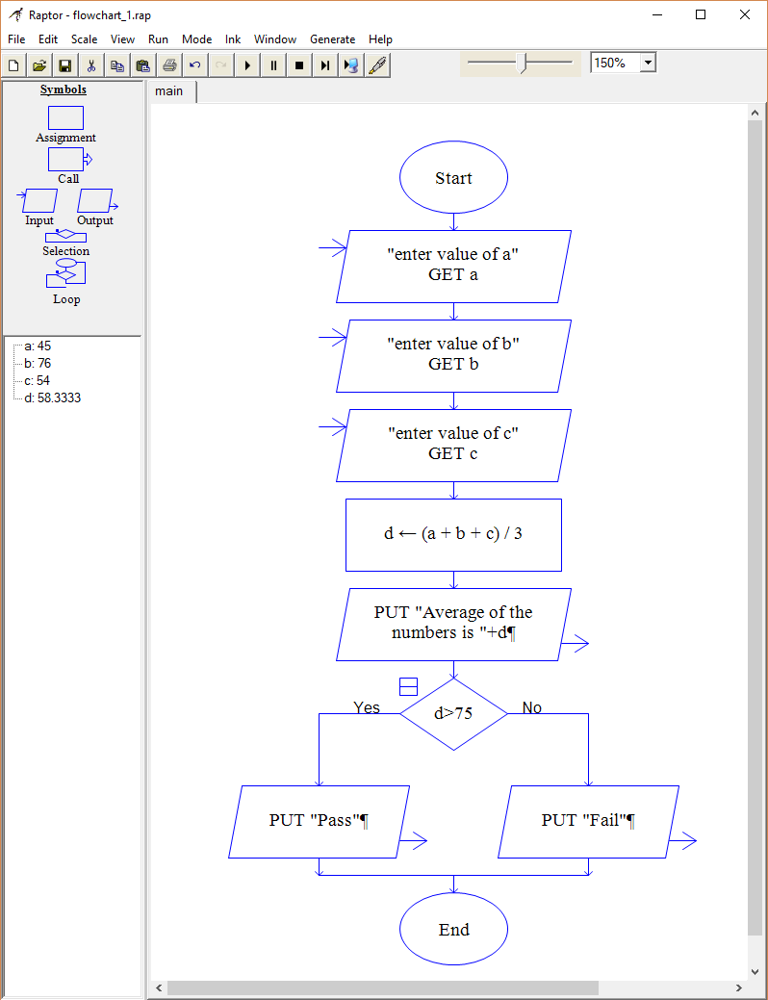 Raptor - flowchart_1.rap
File Edit Scale View Run Mode Ink Window Generate Help
150%
Symbols
Assignment
Call
Input Output
Selection
Loop
a: 45
b: 76
c: 54
d: 58.3333
main
Start
"enter value of a"
GET a
"enter value of b"
GET b
"enter value of c"
GET c
d ← (a + b + c) / 3
PUT "Average of the
numbers is "+d¶
Yes
d>75
No
PUT "Pass"¶
PUT "Fail"¶
End